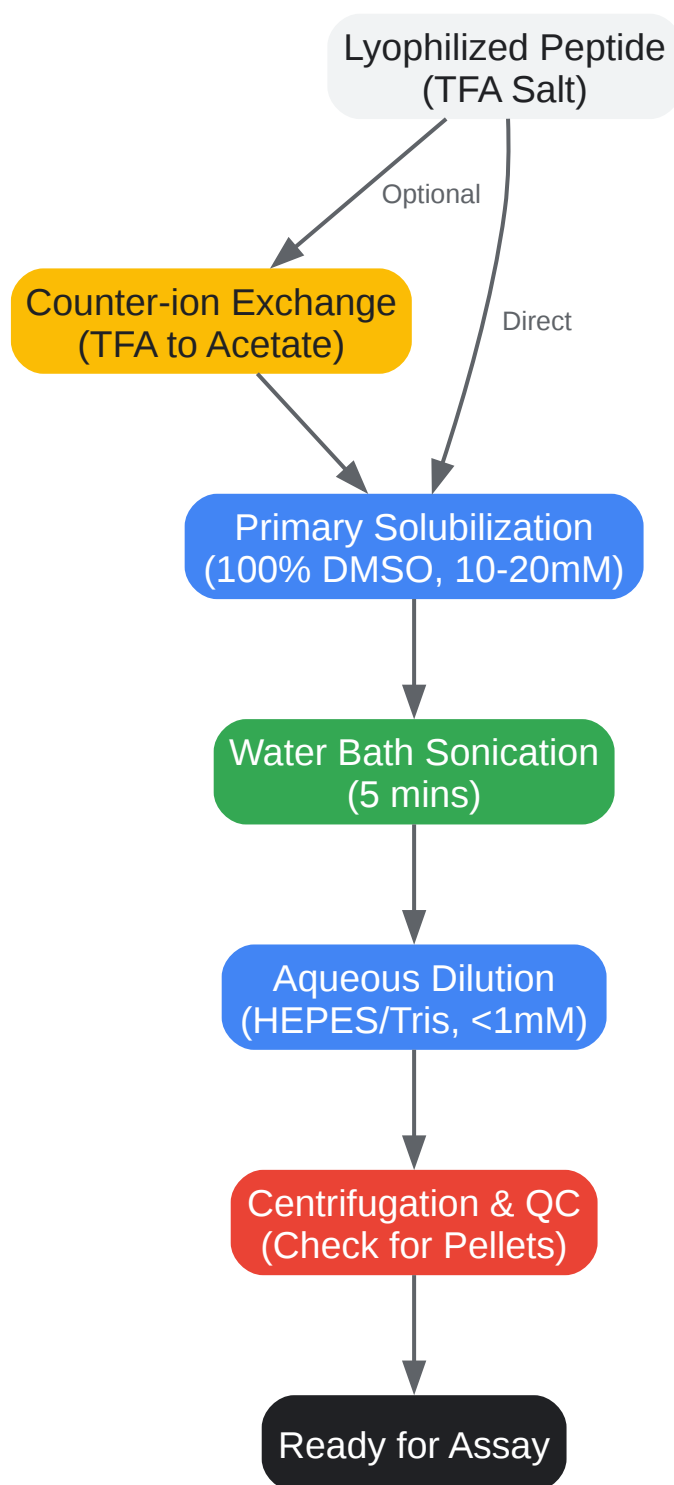 Lyophilized Peptide
(TFA Salt)
Optional
Counter-ion Exchange
(TFA to Acetate)
Direct
Primary Solubilization
(100% DMSO, 10-20mM)
Water Bath Sonication
(5 mins)
Aqueous Dilution
(HEPES/Tris, <1mM)
Centrifugation & QC
(Check for Pellets)
Ready for Assay